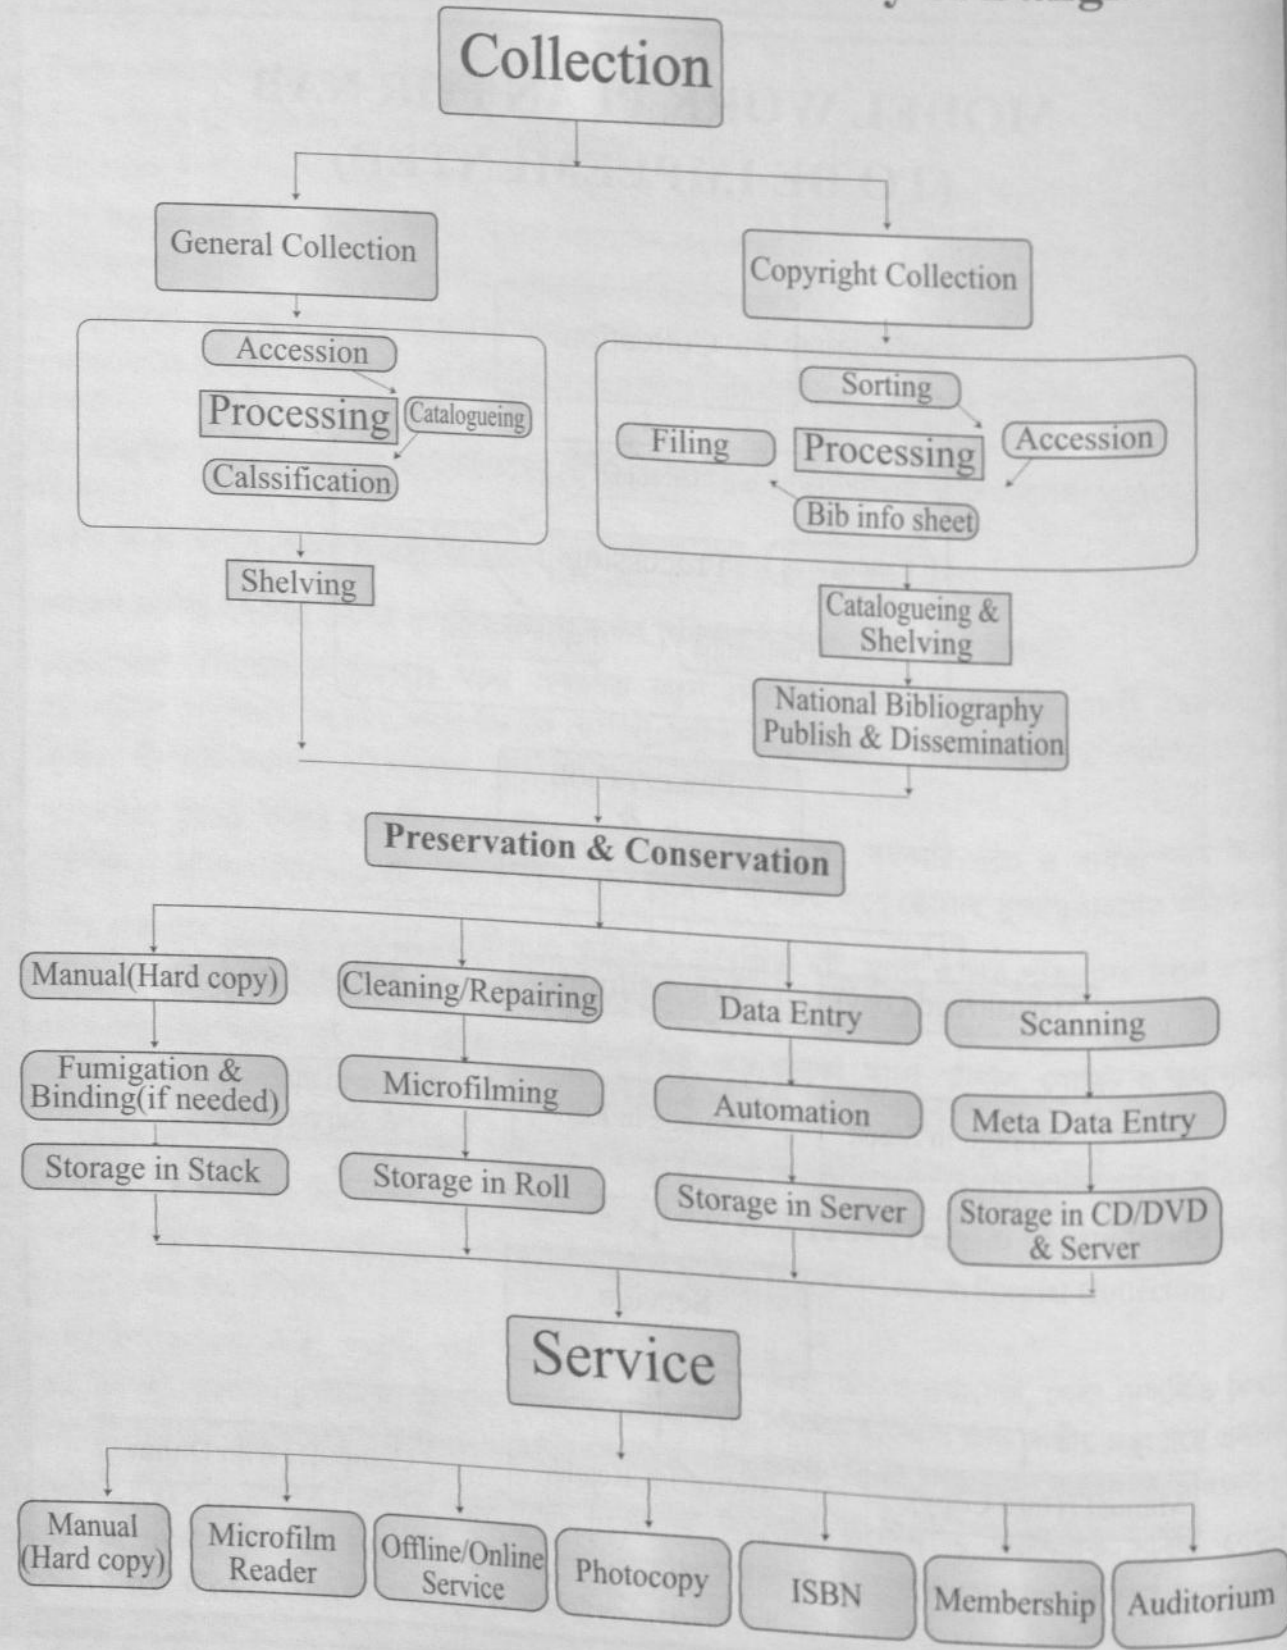 Collection
General Collection
Copyright Collection
Accession
Processing
Catalogueing
Calssification
Sorting
Filing
Processing
Accession
Bib info sheet
Shelving
Catalogueing &
Shelving
National Bibliography
Publish & Dissemination
Preservation & Conservation
Manual(Hard copy)
Cleaning/Repairing
Data Entry
Scanning
Fumigation &
Binding(if needed)
Microfilming
Automation
Meta Data Entry
Storage in Stack
Storage in Roll
Storage in Server
Storage in CD/DVD
& Server
Service
Manual
(Hard copy)
Microfilm
Reader
Offline/Online
Service
Photocopy
ISBN
Membership
Auditorium